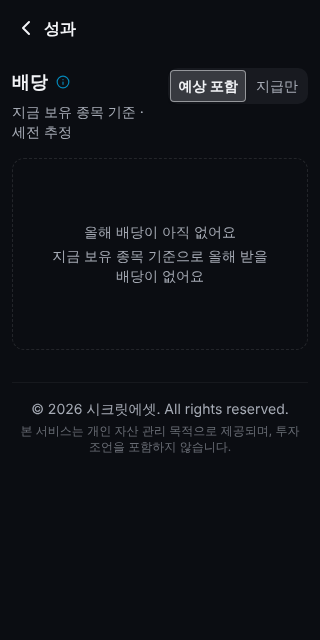 성과
배당
예상 포함
지급만
지금 보유 종목 기준 ·
세전 추정
올해 배당이 아직 없어요
지금 보유 종목 기준으로 올해 받을
배당이 없어요
© 2026 시크릿에셋. All rights reserved.
본 서비스는 개인 자산 관리 목적으로 제공되며, 투자
조언을 포함하지 않습니다.